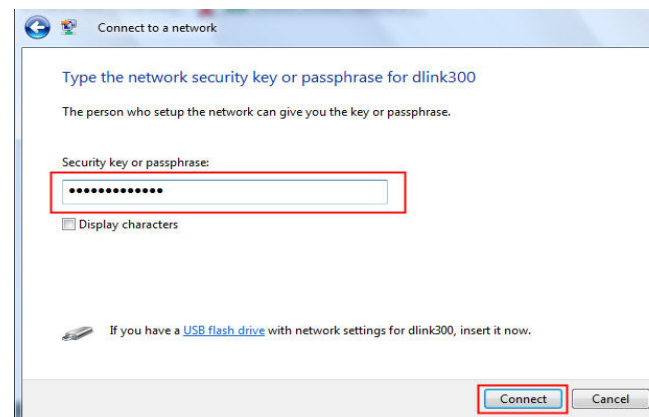 Connect to a network
Type the network security key or passphrase for dlink300
The person who setup the network can give you the key or passphrase.
Security key or passphrase:
•••••••••••••
Display characters
If you have a USB flash drive with network settings for dlink300, insert it now.
Connect Cancel